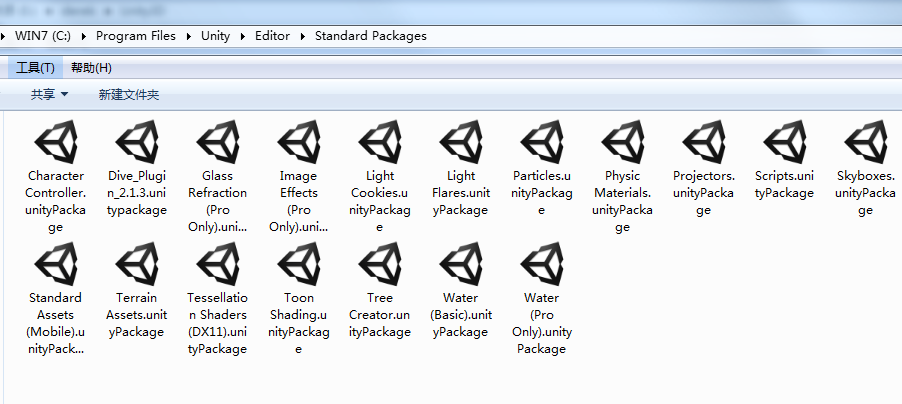 WIN7 (C:) Program Files Unity Editor Standard Packages
工具(T) 帮助(H)
共享 新建文件夹
Character Controller.unityPackage
Dive_Plugin_2.1.3.unitypackage
Glass Refraction (Pro Only).uni...
Image Effects (Pro Only).uni...
Light Cookies.unityPackage
Light Flares.unityPackage
Particles.unityPackage
Physic Materials.unityPackage
Projectors.unityPackage
Scripts.unityPackage
Skyboxes.unityPackage
Standard Assets (Mobile).unityPack...
Terrain Assets.unityPackage
Tessellation Shaders (DX11).unityPackage
Toon Shading.unityPackage
Tree Creator.unityPackage
Water (Basic).unityPackage
Water (Pro Only).unityPackage